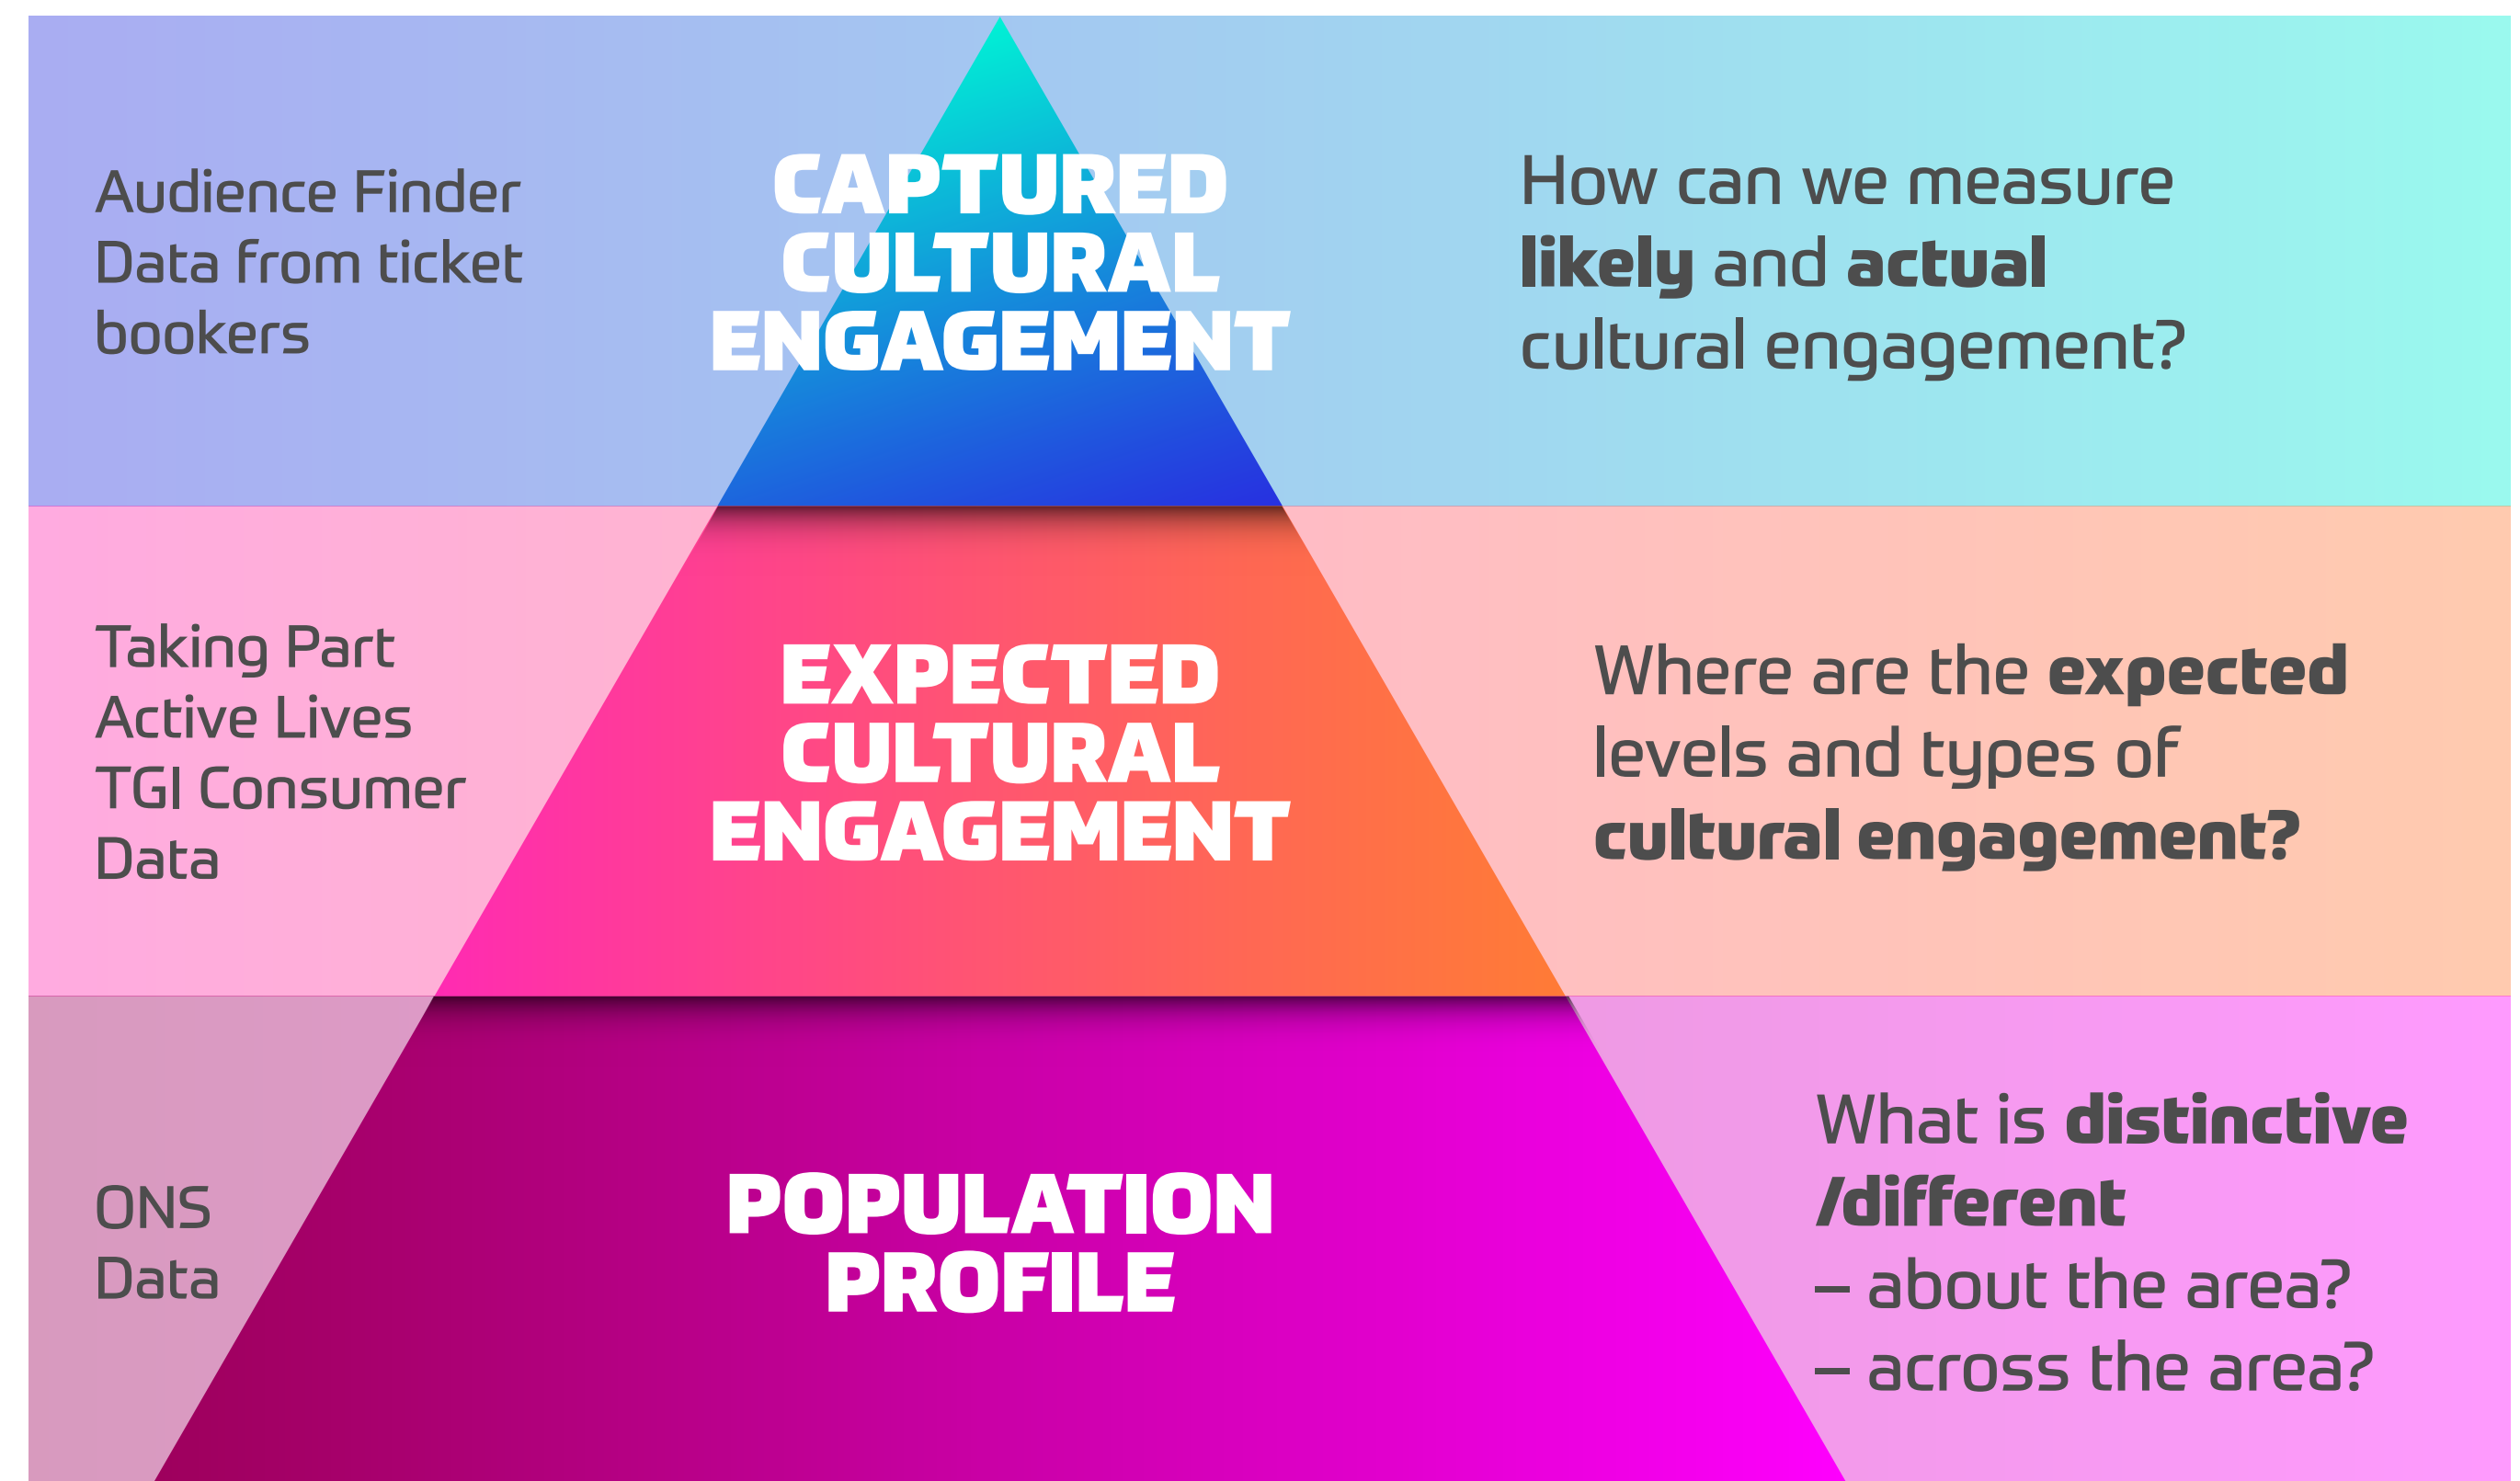 Audience Finder
Data from ticket
bookers
CAPTURED
CULTURAL
ENGAGEMENT
How can we measure
likely and actual
cultural engagement?
Taking Part
Active Lives
TGI Consumer
Data
EXPECTED
CULTURAL
ENGAGEMENT
Where are the expected
levels and types of
cultural engagement?
ONS
Data
POPULATION
PROFILE
What is distinctive
/different
– about the area?
– across the area?